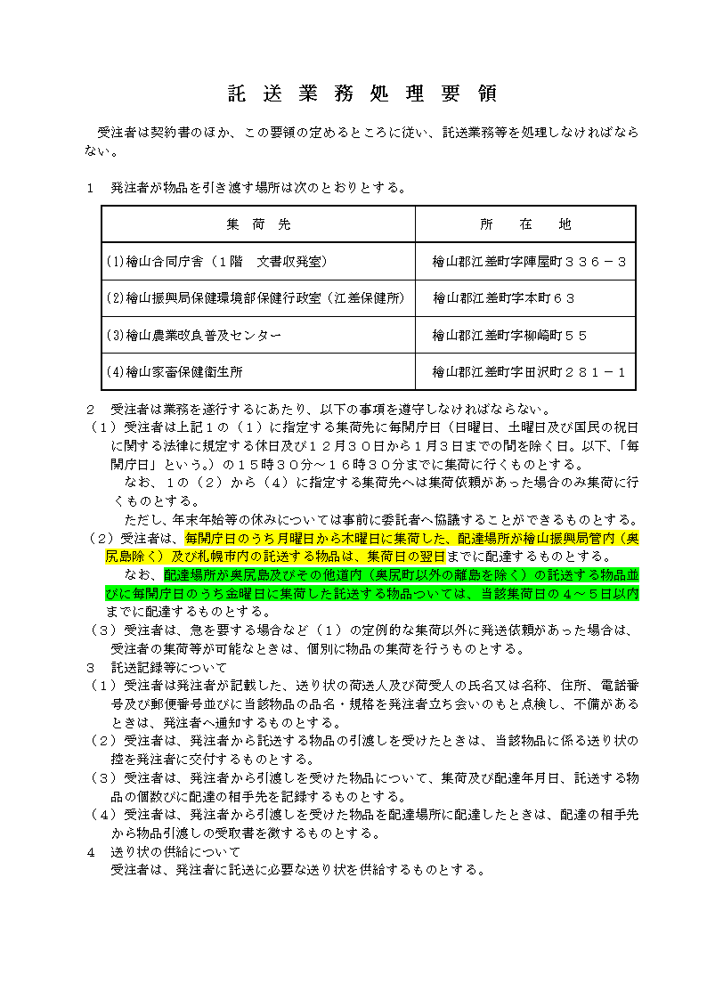 託送業務処理要領
受注者は契約書のほか、この要領の定めるところに従い、託送業務等を処理しなければなら
ない。
１　発注者が物品を引き渡す場所は次のとおりとする。
集　荷　先　所　在　地
(1)檜山合同庁舎（１階　文書収発室）　檜山郡江差町字陣屋町３３６－３
(2)檜山振興局保健環境部保健行政室（江差保健所）　檜山郡江差町字本町６３
(3)檜山農業改良普及センター　檜山郡江差町字柳崎町５５
(4)檜山家畜保健衛生所　檜山郡江差町字田沢町２８１－１
２　受注者は業務を遂行するにあたり、以下の事項を遵守しなければならない。
（１）受注者は上記１の（１）に指定する集荷先に毎開庁日（日曜日、土曜日及び国民の祝日
に関する法律に規定する休日及び１２月３０日から１月３日までの間を除く日。以下、「毎
開庁日」という。）の１５時３０分～１６時３０分までに集荷に行くものとする。
なお、１の（２）から（４）に指定する集荷先へは集荷依頼があった場合のみ集荷に行
くものとする。
ただし、年末年始等の休みについては事前に委託者へ協議することができるものとする。
（２）受注者は、毎開庁日のうち月曜日から木曜日に集荷した、配達場所が檜山振興局管内（奥
尻島除く）及び札幌市内の託送する物品は、集荷日の翌日までに配達するものとする。
なお、配達場所が奥尻島及びその他道内（奥尻町以外の離島を除く）の託送する物品並
びに毎開庁日のうち金曜日に集荷した託送する物品ついては、当該集荷日の４～５日以内
までに配達するものとする。
（３）受注者は、急を要する場合など（１）の定例的な集荷以外に発送依頼があった場合は、
受注者の集荷等が可能なときは、個別に物品の集荷を行うものとする。
３　託送記録等について
（１）受注者は発注者が記載した、送り状の荷送人及び荷受人の氏名又は名称、住所、電話番
号及び郵便番号並びに当該物品の品名・規格を発注者立ち会いのもと点検し、不備がある
ときは、発注者へ通知するものとする。
（２）受注者は、発注者から託送する物品の引渡しを受けたときは、当該物品に係る送り状の
控を発注者に交付するものとする。
（３）受注者は、発注者から引渡しを受けた物品について、集荷及び配達年月日、託送する物
品の個数びに配達の相手先を記録するものとする。
（４）受注者は、発注者から引渡しを受けた物品を配達場所に配達したときは、配達の相手先
から物品引渡しの受取書を徴するものとする。
４　送り状の供給について
受注者は、発注者に託送に必要な送り状を供給するものとする。